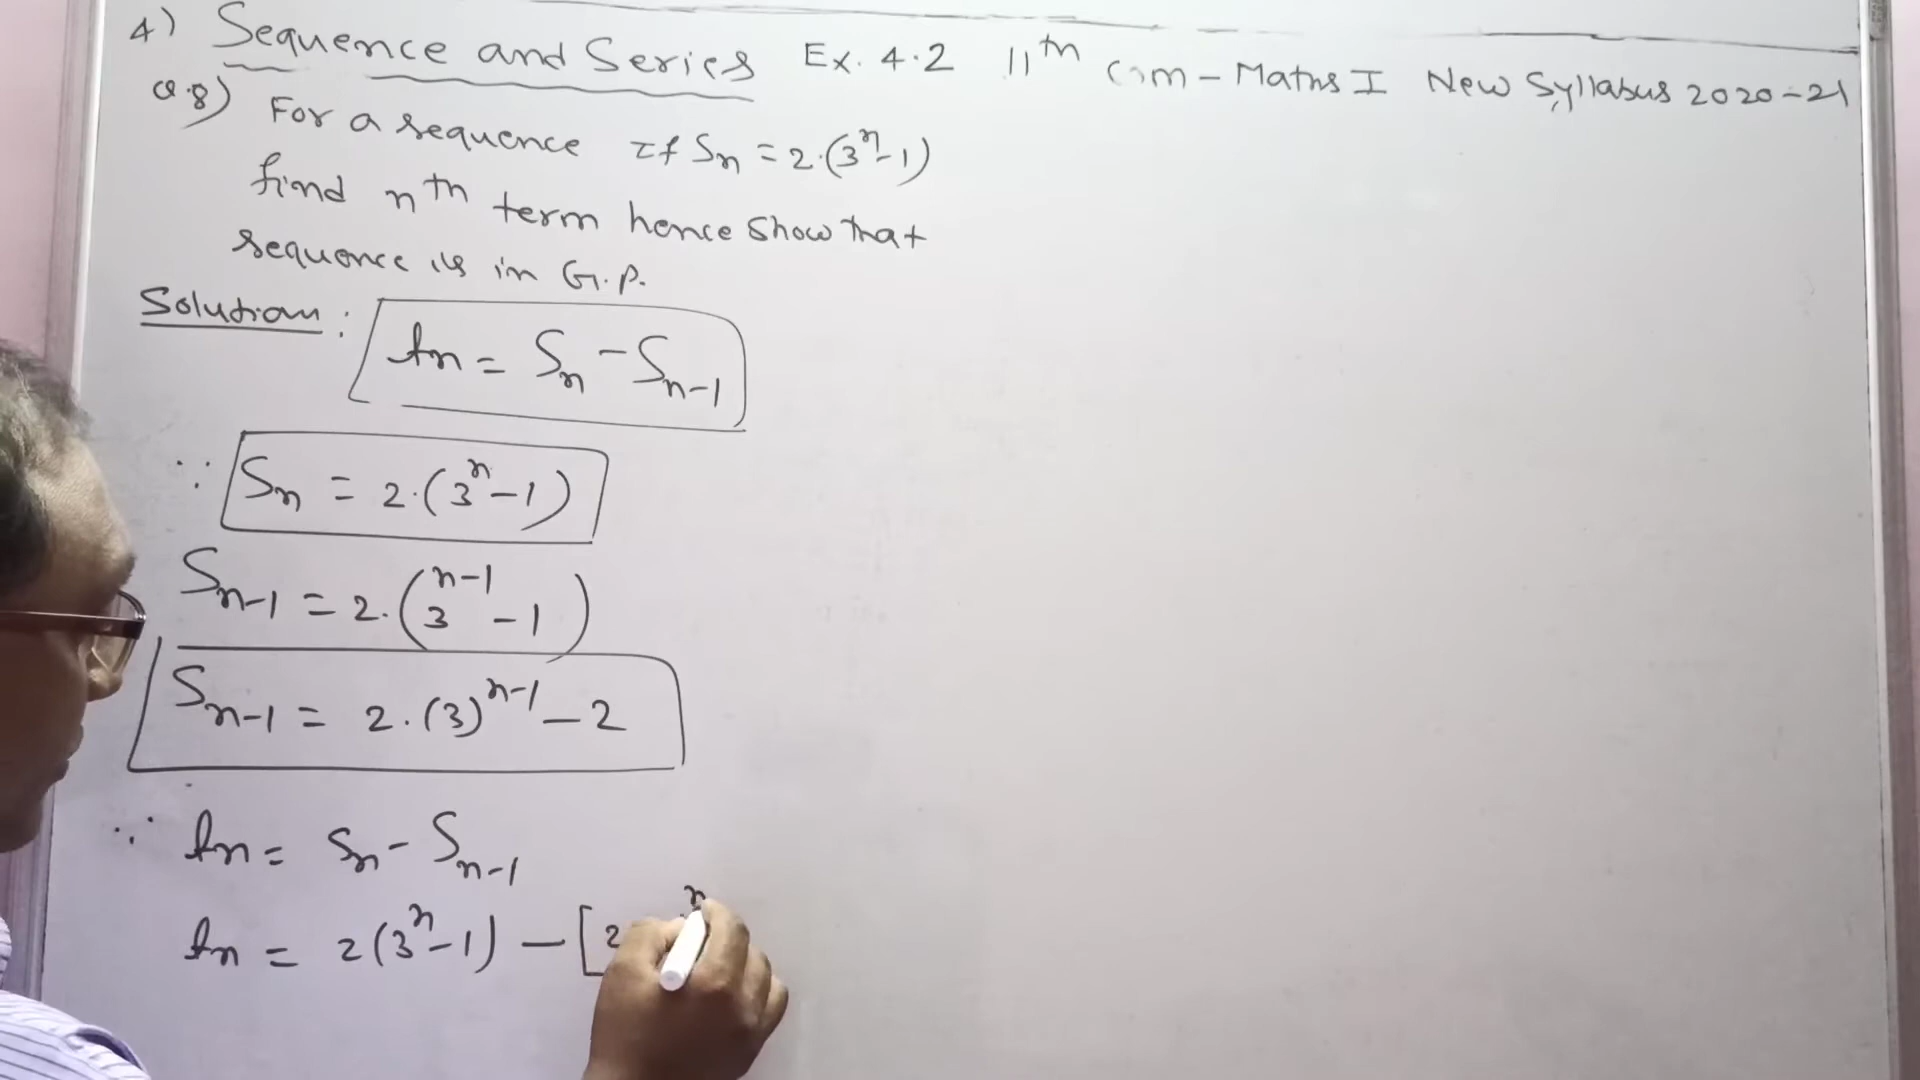 4) Sequence and Series Ex. 4.2 11th Com - Maths I New Syllabus 2020-21
Q.8) For a sequence If Sn = 2.(3^n - 1)
find nth term hence show that
sequence is in G.P.
Solution :
tn = Sn - Sn-1
∵ Sn = 2.(3^n - 1)
Sn-1 = 2.(3^n-1 - 1)
Sn-1 = 2.(3)^n-1 - 2
∵ tn = Sn - Sn-1
tn = 2(3^n - 1) - [2 n